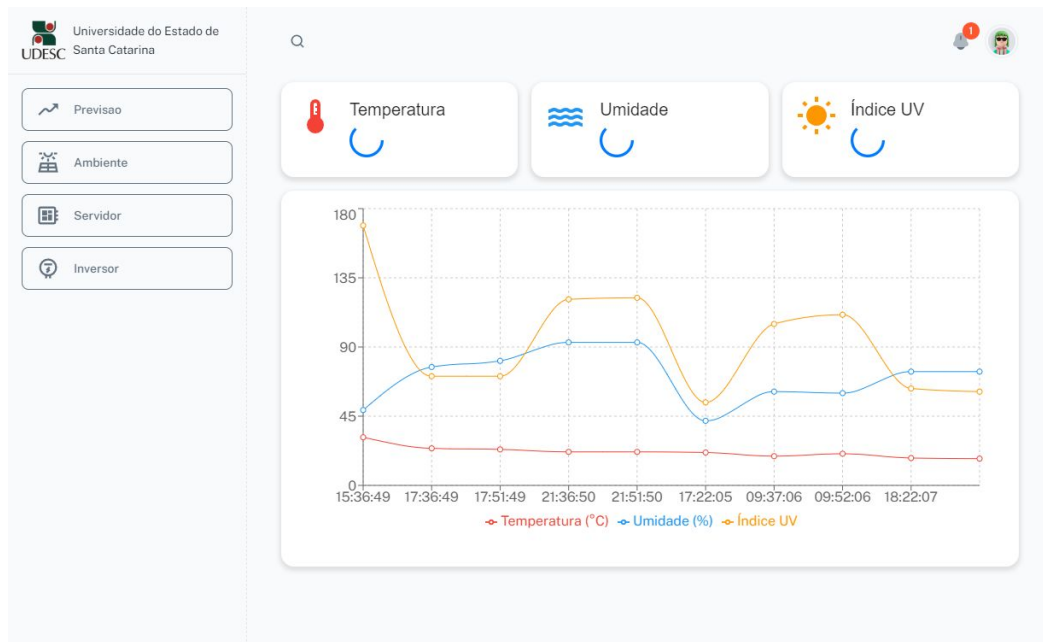 UDESC
Universidade do Estado de
Santa Catarina
1
Previsao
Ambiente
Servidor
Inversor
Temperatura
Umidade
Índice UV
180
135
90
45
0
15:36:49 17:36:49 17:51:49 21:36:50 21:51:50 17:22:05 09:37:06 09:52:06 18:22:07
Temperatura (°C) Umidade (%) Índice UV